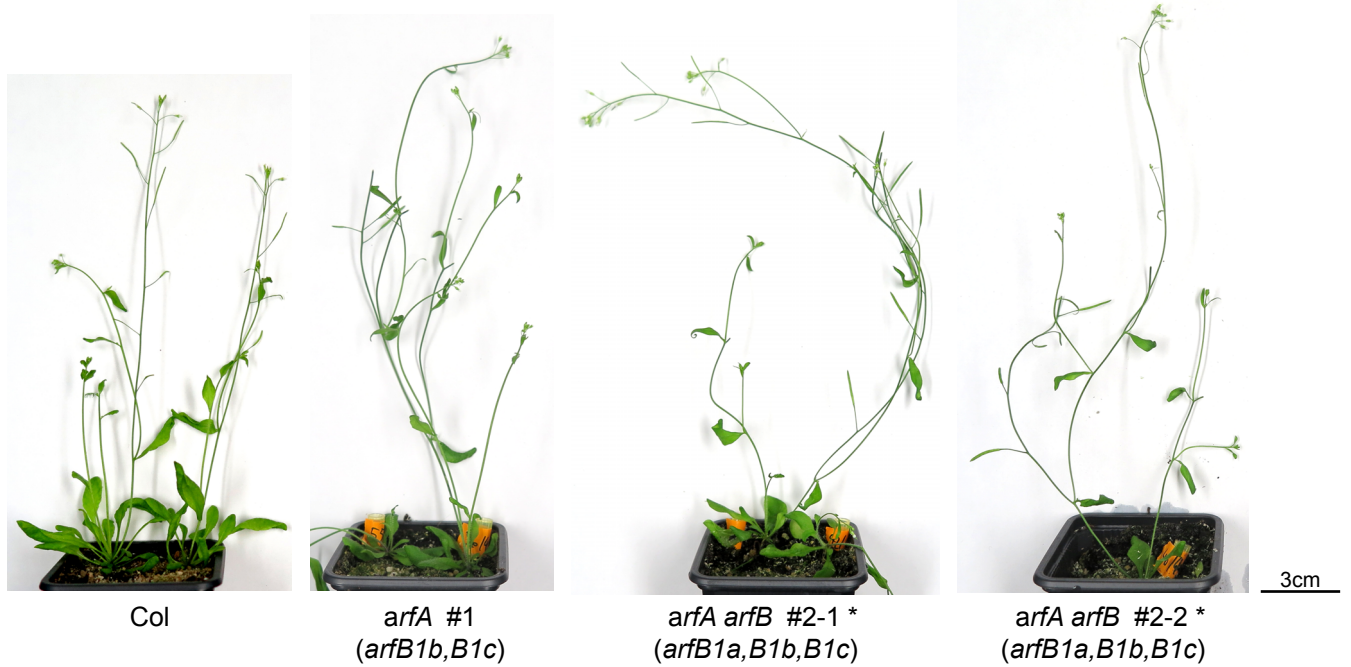 3cm
Col
arfA #1
(arfB1b,B1c)
arfA arfB #2-1 *
(arfB1a,B1b,B1c)
arfA arfB #2-2 *
(arfB1a,B1b,B1c)